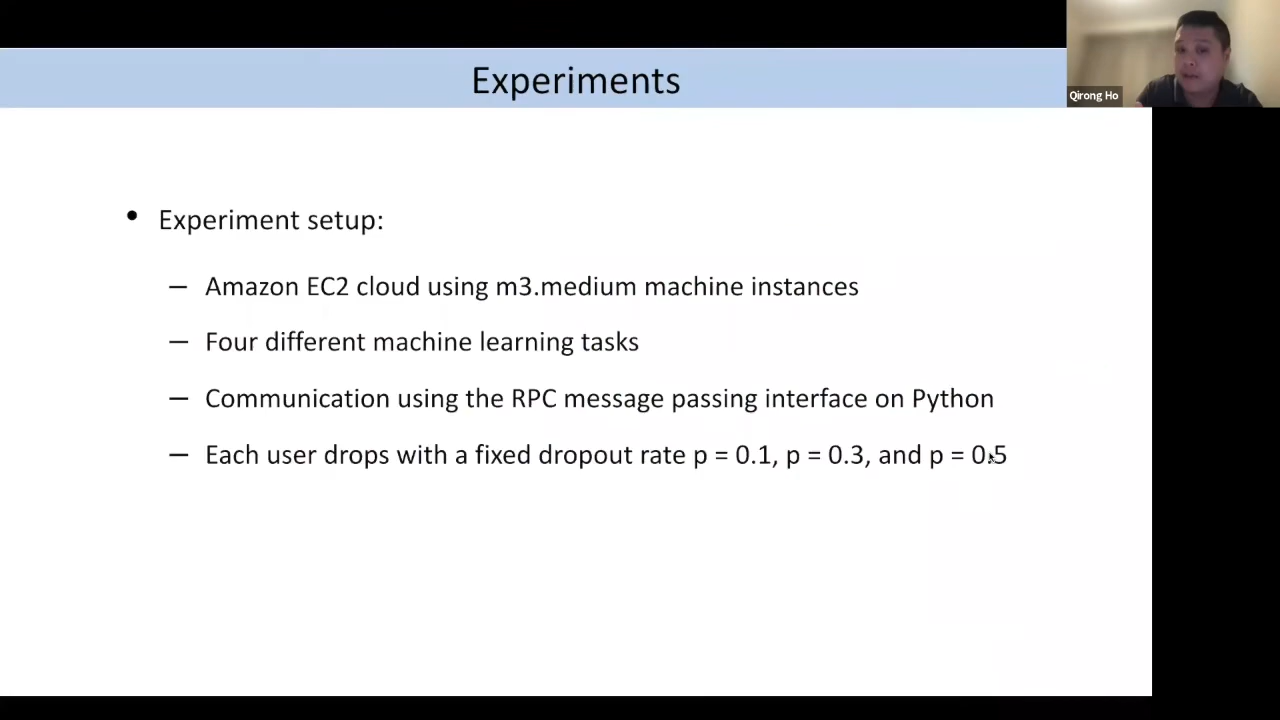 Experiments
Qirong Ho
• Experiment setup:
– Amazon EC2 cloud using m3.medium machine instances
– Four different machine learning tasks
– Communication using the RPC message passing interface on Python
– Each user drops with a fixed dropout rate p = 0.1, p = 0.3, and p = 0.5